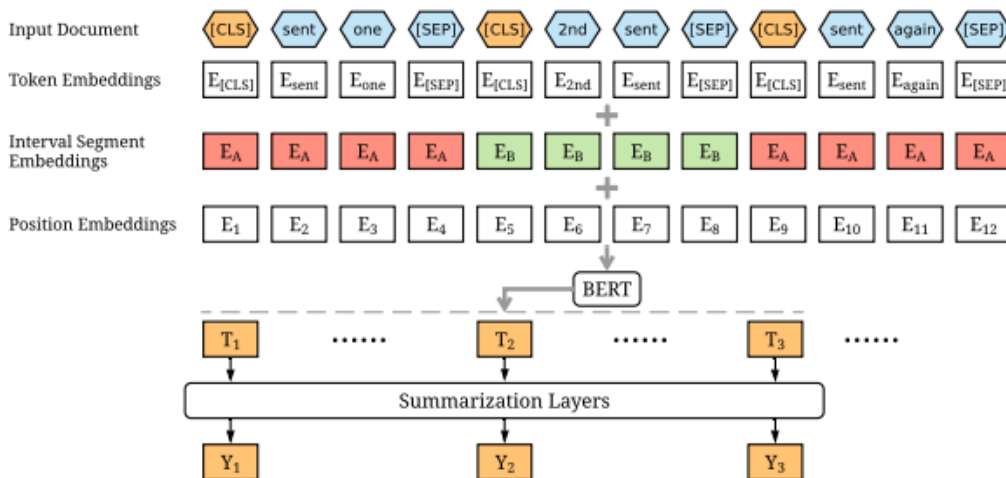 Input Document [CLS] sent one [SEP] [CLS] 2nd sent [SEP] [CLS] sent again [SEP]
Token Embeddings E[CLS] Esent Eone E[SEP] E[CLS] E2nd Esent E[SEP] E[CLS] Esent Eagain E[SEP]
+
Interval Segment
Embeddings EA EA EA EA EB EB EB EB EA EA EA EA
+
Position Embeddings E1 E2 E3 E4 E5 E6 E7 E8 E9 E10 E11 E12
BERT
T1 ...... T2 ...... T3 ......
Summarization Layers
Y1 Y2 Y3